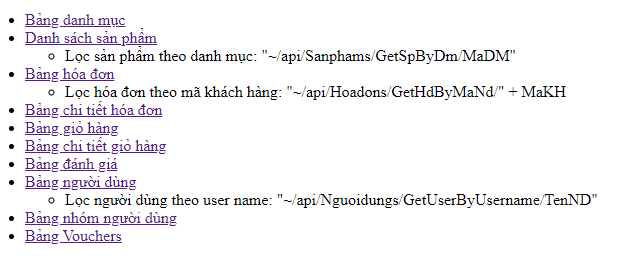 Bảng danh mục
Danh sách sản phẩm
Lọc sản phẩm theo danh mục: "~/api/Sanphams/GetSpByDm/MaDM"
Bảng hóa đơn
Lọc hóa đơn theo mã khách hàng: "~/api/Hoadons/GetHdByMaNd/" + MaKH
Bảng chi tiết hóa đơn
Bảng giỏ hàng
Bảng chi tiết giỏ hàng
Bảng đánh giá
Bảng người dùng
Lọc người dùng theo user name: "~/api/Nguoidungs/GetUserByUsername/TenND"
Bảng nhóm người dùng
Bảng Vouchers